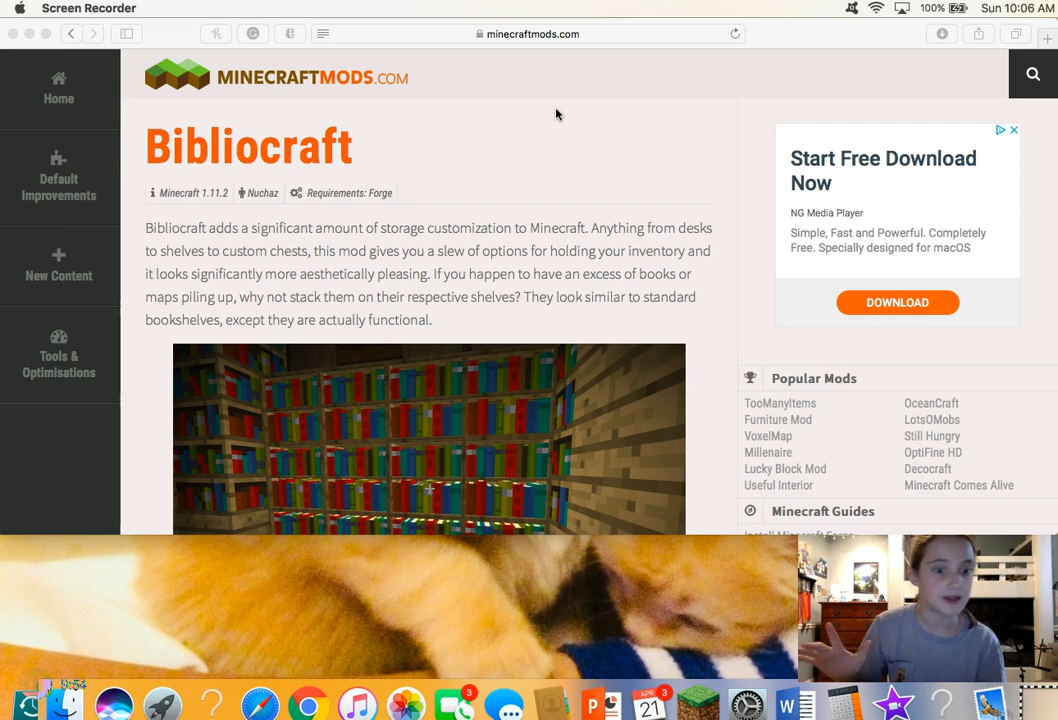 Screen Recorder
100%
Sun 10:06 AM
minecraftmods.com
Home
Default
Improvements
New Content
Tools &
Optimisations
MINECRAFTMODS.COM
Bibliocraft
Minecraft 1.11.2
Nuchaz
Requirements: Forge
Bibliocraft adds a significant amount of storage customization to Minecraft. Anything from desks
to shelves to custom chests, this mod gives you a slew of options for holding your inventory and
it looks significantly more aesthetically pleasing. If you happen to have an excess of books or
maps piling up, why not stack them on their respective shelves? They look similar to standard
bookshelves, except they are actually functional.
Start Free Download
Now
NG Media Player
Simple, Fast and Powerful. Completely
Free. Specially designed for macOS
DOWNLOAD
Popular Mods
TooManyItems
OceanCraft
Furniture Mod
LotsOMobs
VoxelMap
Still Hungry
Millenaire
OptiFine HD
Lucky Block Mod
Decocraft
Useful Interior
Minecraft Comes Alive
Minecraft Guides
Install Minecraft Forge
9:54
3
P
APR
21
3
W